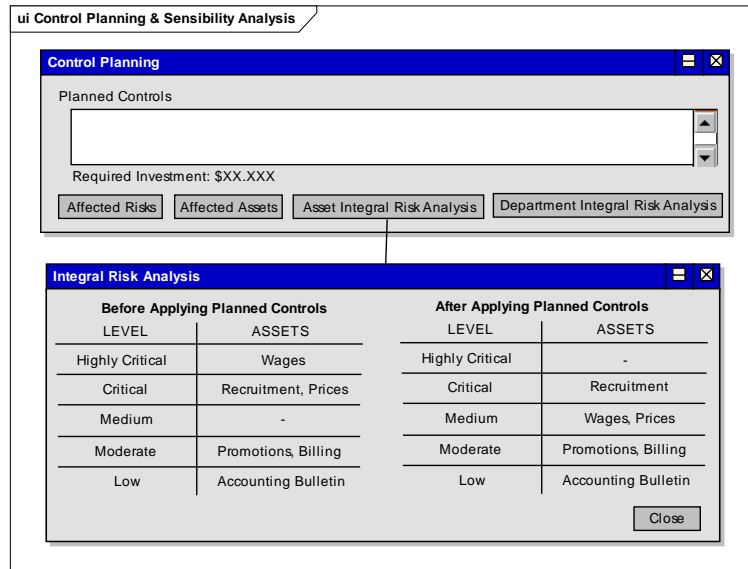 ui Control Planning & Sensibility Analysis
Control Planning
Planned Controls
Required Investment: $XX.XXX
Affected Risks Affected Assets Asset Integral Risk Analysis Department Integral Risk Analysis
Integral Risk Analysis
Before Applying Planned Controls
LEVEL ASSETS
Highly Critical Wages
Critical Recruitment, Prices
Medium -
Moderate Promotions, Billing
Low Accounting Bulletin
After Applying Planned Controls
LEVEL ASSETS
Highly Critical -
Critical Recruitment
Medium Wages, Prices
Moderate Promotions, Billing
Low Accounting Bulletin
Close